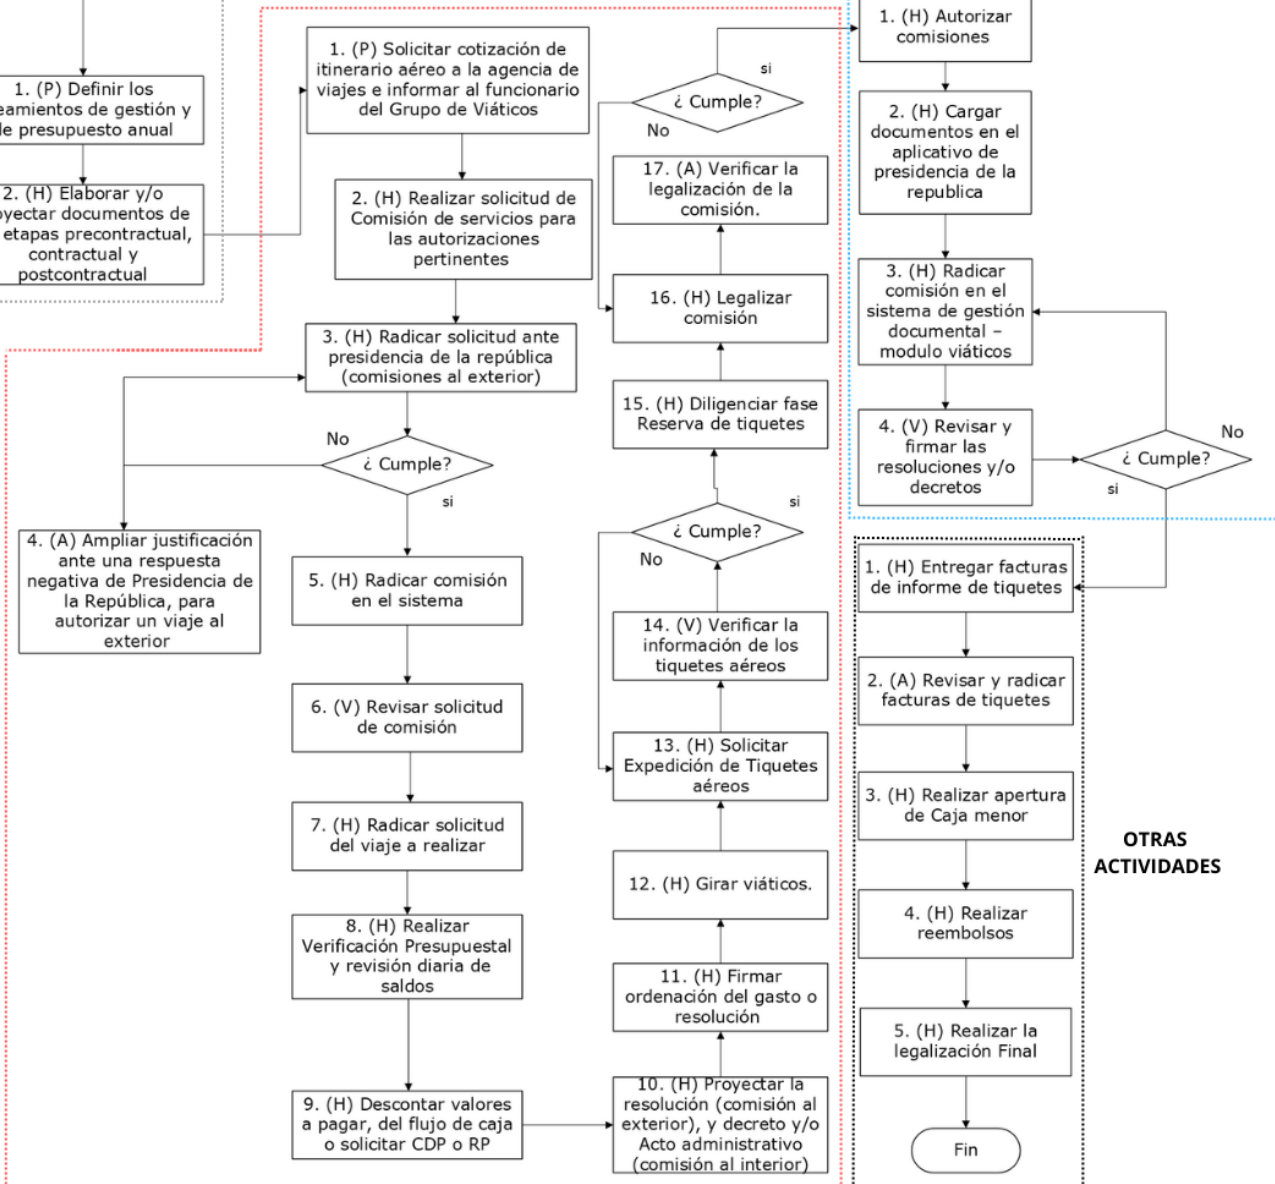 1. (P) Definir los
de presupuesto anual
2. (H) Elaborar y/o
documentos de
etapas precontractual,
contractual y
postcontractual
1. (P) Solicitar cotización de
itinerario aéreo a la agencia de
viajes e informar al funcionario
del Grupo de Viáticos
2. (H) Realizar solicitud de
Comisión de servicios para
las autorizaciones
pertinentes
3. (H) Radicar solicitud ante
presidencia de la república
(comisiones al exterior)
No
¿ Cumple?
si
4. (A) Ampliar justificación
ante una respuesta
negativa de Presidencia de
la República, para
autorizar un viaje al
exterior
5. (H) Radicar comisión
en el sistema
6. (V) Revisar solicitud
de comisión
7. (H) Radicar solicitud
del viaje a realizar
8. (H) Realizar
Verificación Presupuestal
y revisión diaria de
saldos
9. (H) Descontar valores
a pagar, del flujo de caja
o solicitar CDP o RP
si
¿ Cumple?
No
17. (A) Verificar la
legalización de la
comisión.
16. (H) Legalizar
comisión
15. (H) Diligenciar fase
Reserva de tiquetes
si
¿ Cumple?
No
14. (V) Verificar la
información de los
tiquetes aéreos
13. (H) Solicitar
Expedición de Tiquetes
aéreos
12. (H) Girar viáticos.
11. (H) Firmar
ordenación del gasto o
resolución
10. (H) Proyectar la
resolución (comisión al
exterior), y decreto y/o
Acto administrativo
(comisión al interior)
1. (H) Autorizar
comisiones
2. (H) Cargar
documentos en el
aplicativo de
presidencia de la
republica
3. (H) Radicar
comisión en el
sistema de gestión
documental –
modulo viáticos
4. (V) Revisar y
firmar las
resoluciones y/o
decretos
No
¿ Cumple?
si
1. (H) Entregar facturas
de informe de tiquetes
2. (A) Revisar y radicar
facturas de tiquetes
3. (H) Realizar apertura
de Caja menor
4. (H) Realizar
reembolsos
5. (H) Realizar la
legalización Final
Fin
OTRAS
ACTIVIDADES